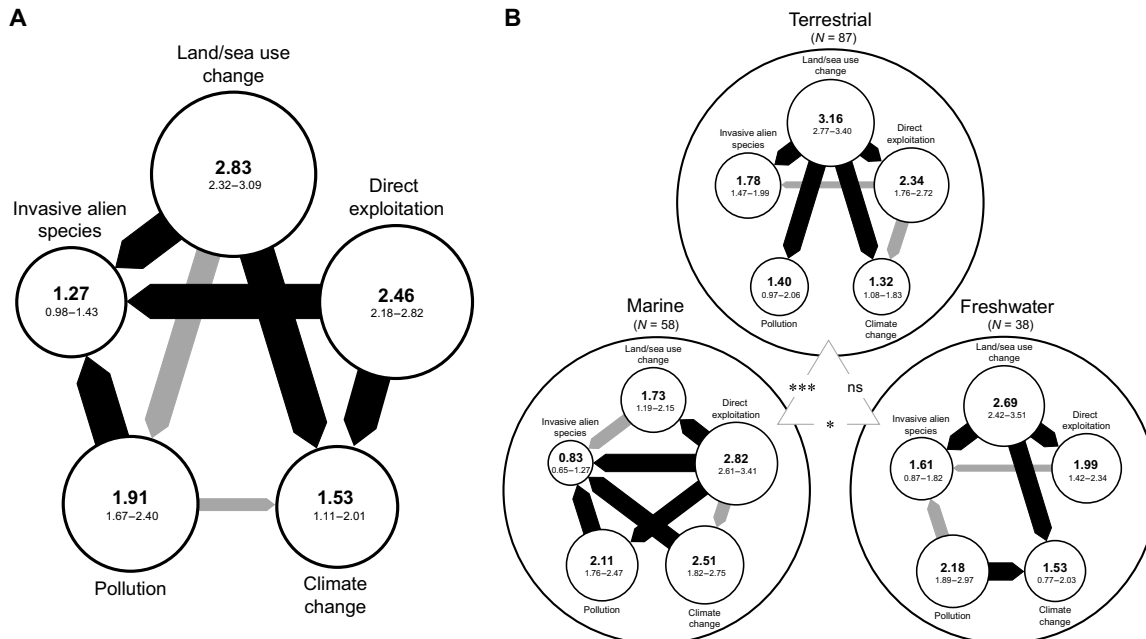 A
Land/sea use
change
2.83
2.32–3.09
Direct
exploitation
2.46
2.18–2.82
Invasive alien
species
1.27
0.98–1.43
1.91
1.67–2.40
Pollution
1.53
1.11–2.01
Climate
change
B
Terrestrial
(N = 87)
Land/sea use
change
3.16
2.77–3.40
Invasive alien
species
1.78
1.47–1.99
Direct
exploitation
2.34
1.76–2.72
1.40
0.97–2.06
Pollution
1.32
1.08–1.83
Climate
change
Marine
(N = 58)
Land/sea use
change
1.73
1.19–2.15
Invasive alien
species
0.83
0.65–1.27
Direct
exploitation
2.82
2.61–3.41
2.11
1.76–2.47
Pollution
2.51
1.82–2.75
Climate
change
***
ns
*
Freshwater
(N = 38)
Land/sea use
change
2.69
2.42–3.51
Invasive alien
species
1.61
0.87–1.82
Direct
exploitation
1.99
1.42–2.34
2.18
1.89–2.97
Pollution
1.53
0.77–2.03
Climate
change